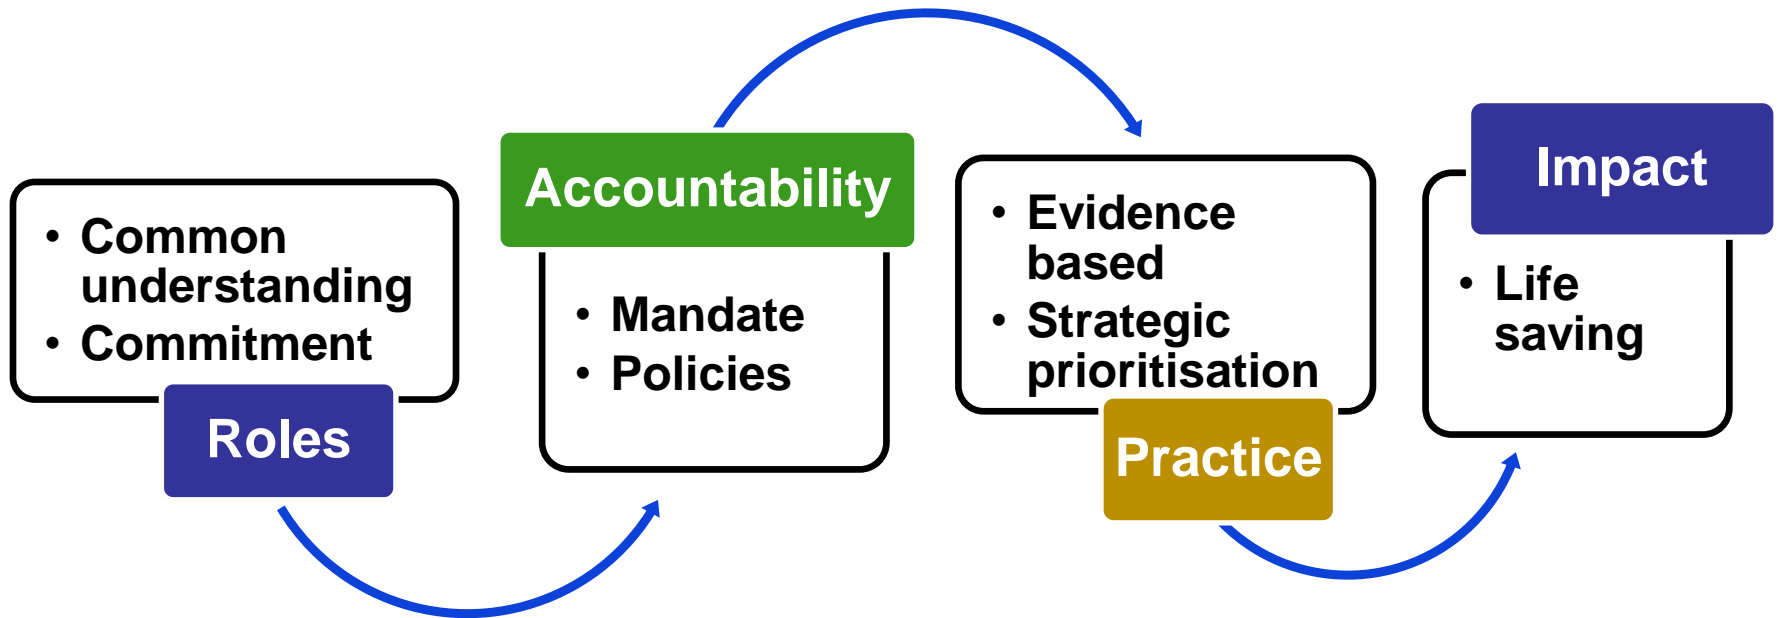 • Common
understanding
• Commitment
Roles
Accountability
• Mandate
• Policies
• Evidence
based
• Strategic
prioritisation
Practice
Impact
• Life
saving